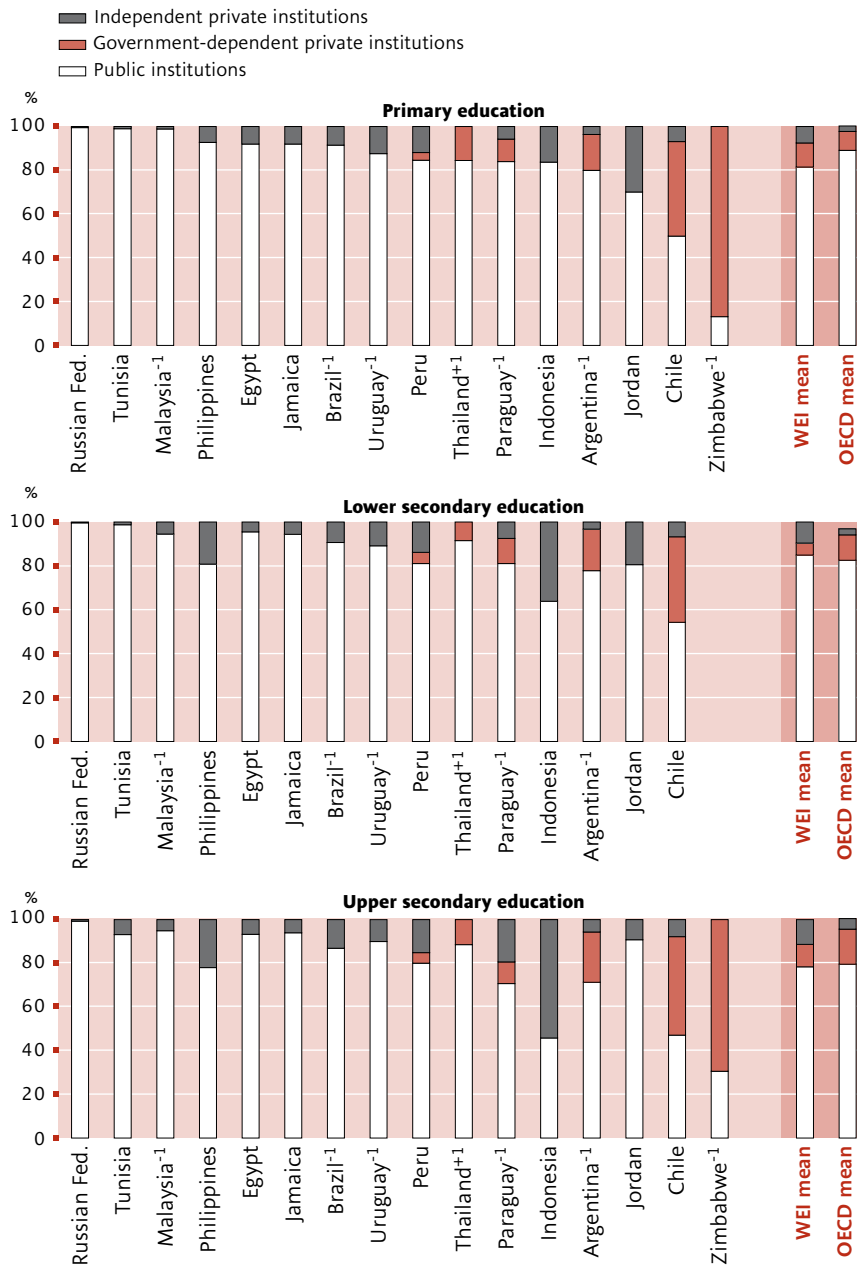 Independent private institutions
Government-dependent private institutions
Public institutions
%
Primary education
100
80
60
40
20
0
Russian Fed.
Tunisia
Malaysia⁻¹
Philippines
Egypt
Jamaica
Brazil⁻¹
Uruguay⁻¹
Peru
Thailand⁺¹
Paraguay⁻¹
Indonesia
Argentina⁻¹
Jordan
Chile
Zimbabwe⁻¹
WEI mean
OECD mean
%
Lower secondary education
100
80
60
40
20
0
Russian Fed.
Tunisia
Malaysia⁻¹
Philippines
Egypt
Jamaica
Brazil⁻¹
Uruguay⁻¹
Peru
Thailand⁺¹
Paraguay⁻¹
Indonesia
Argentina⁻¹
Jordan
Chile
WEI mean
OECD mean
%
Upper secondary education
100
80
60
40
20
0
Russian Fed.
Tunisia
Malaysia⁻¹
Philippines
Egypt
Jamaica
Brazil⁻¹
Uruguay⁻¹
Peru
Thailand⁺¹
Paraguay⁻¹
Indonesia
Argentina⁻¹
Jordan
Chile
Zimbabwe⁻¹
WEI mean
OECD mean